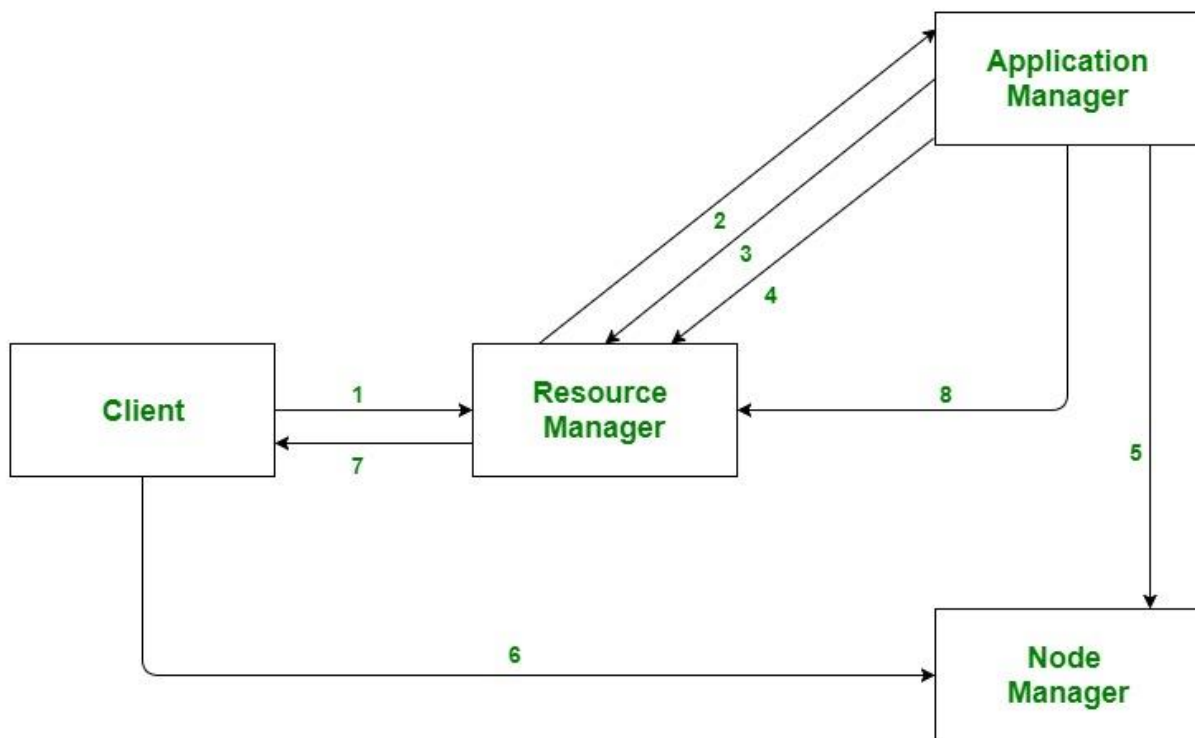 Application
Manager
2
3
4
Client
1
7
Resource
Manager
8
5
6
Node
Manager